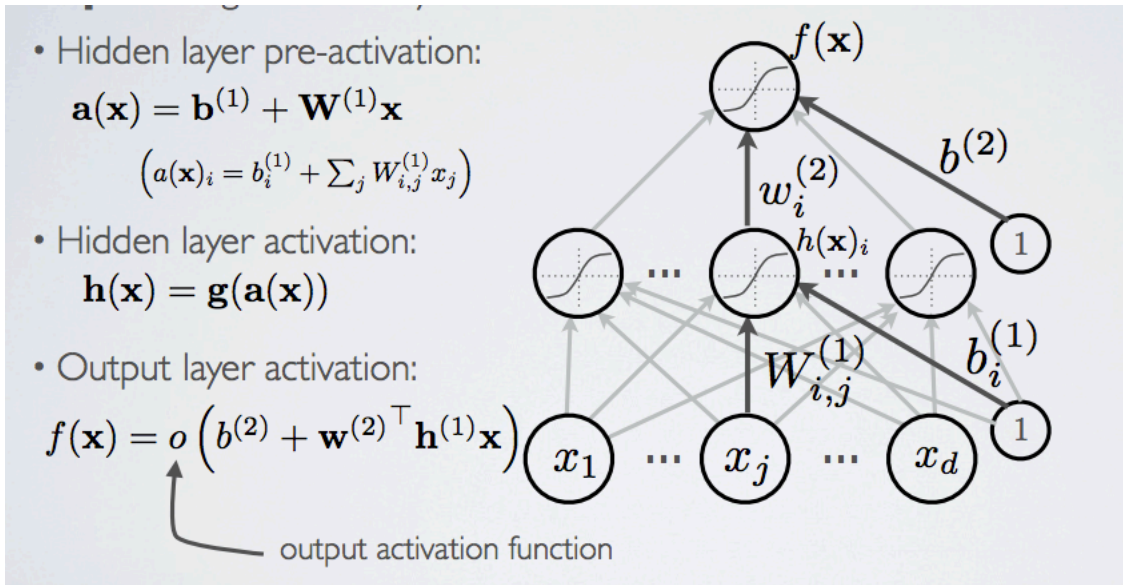 • Hidden layer pre-activation:
a(x) = b^(1) + W^(1)x
(a(x)_i = b_i^(1) + ∑_j W_{i,j}^(1) x_j)
• Hidden layer activation:
h(x) = g(a(x))
• Output layer activation:
f(x) = o(b^(2) + w^(2)⊤ h^(1)x)
output activation function
f(x)
b^(2)
w_i^(2)
1
h(x)_i
... ...
W_{i,j}^(1)
b_i^(1)
1
x_1 ... x_j ... x_d